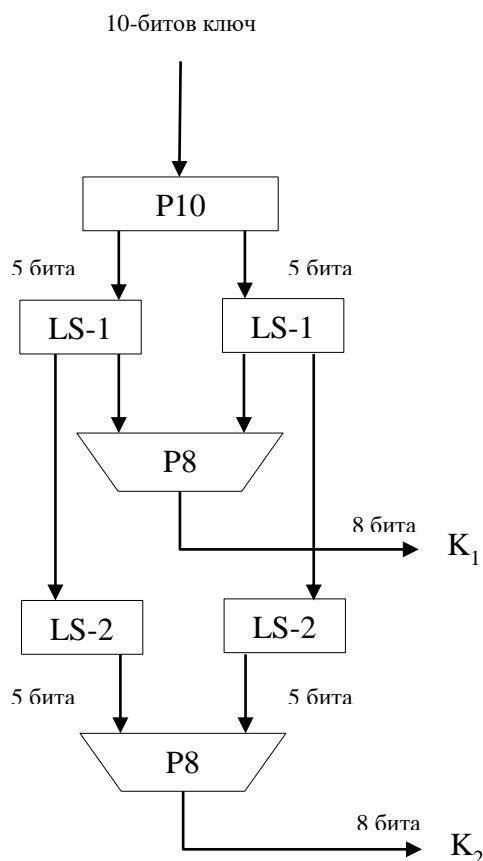 10-битов ключ
P10
5 бита
5 бита
LS-1
LS-1
P8
8 бита
K1
LS-2
LS-2
5 бита
5 бита
P8
8 бита
K2